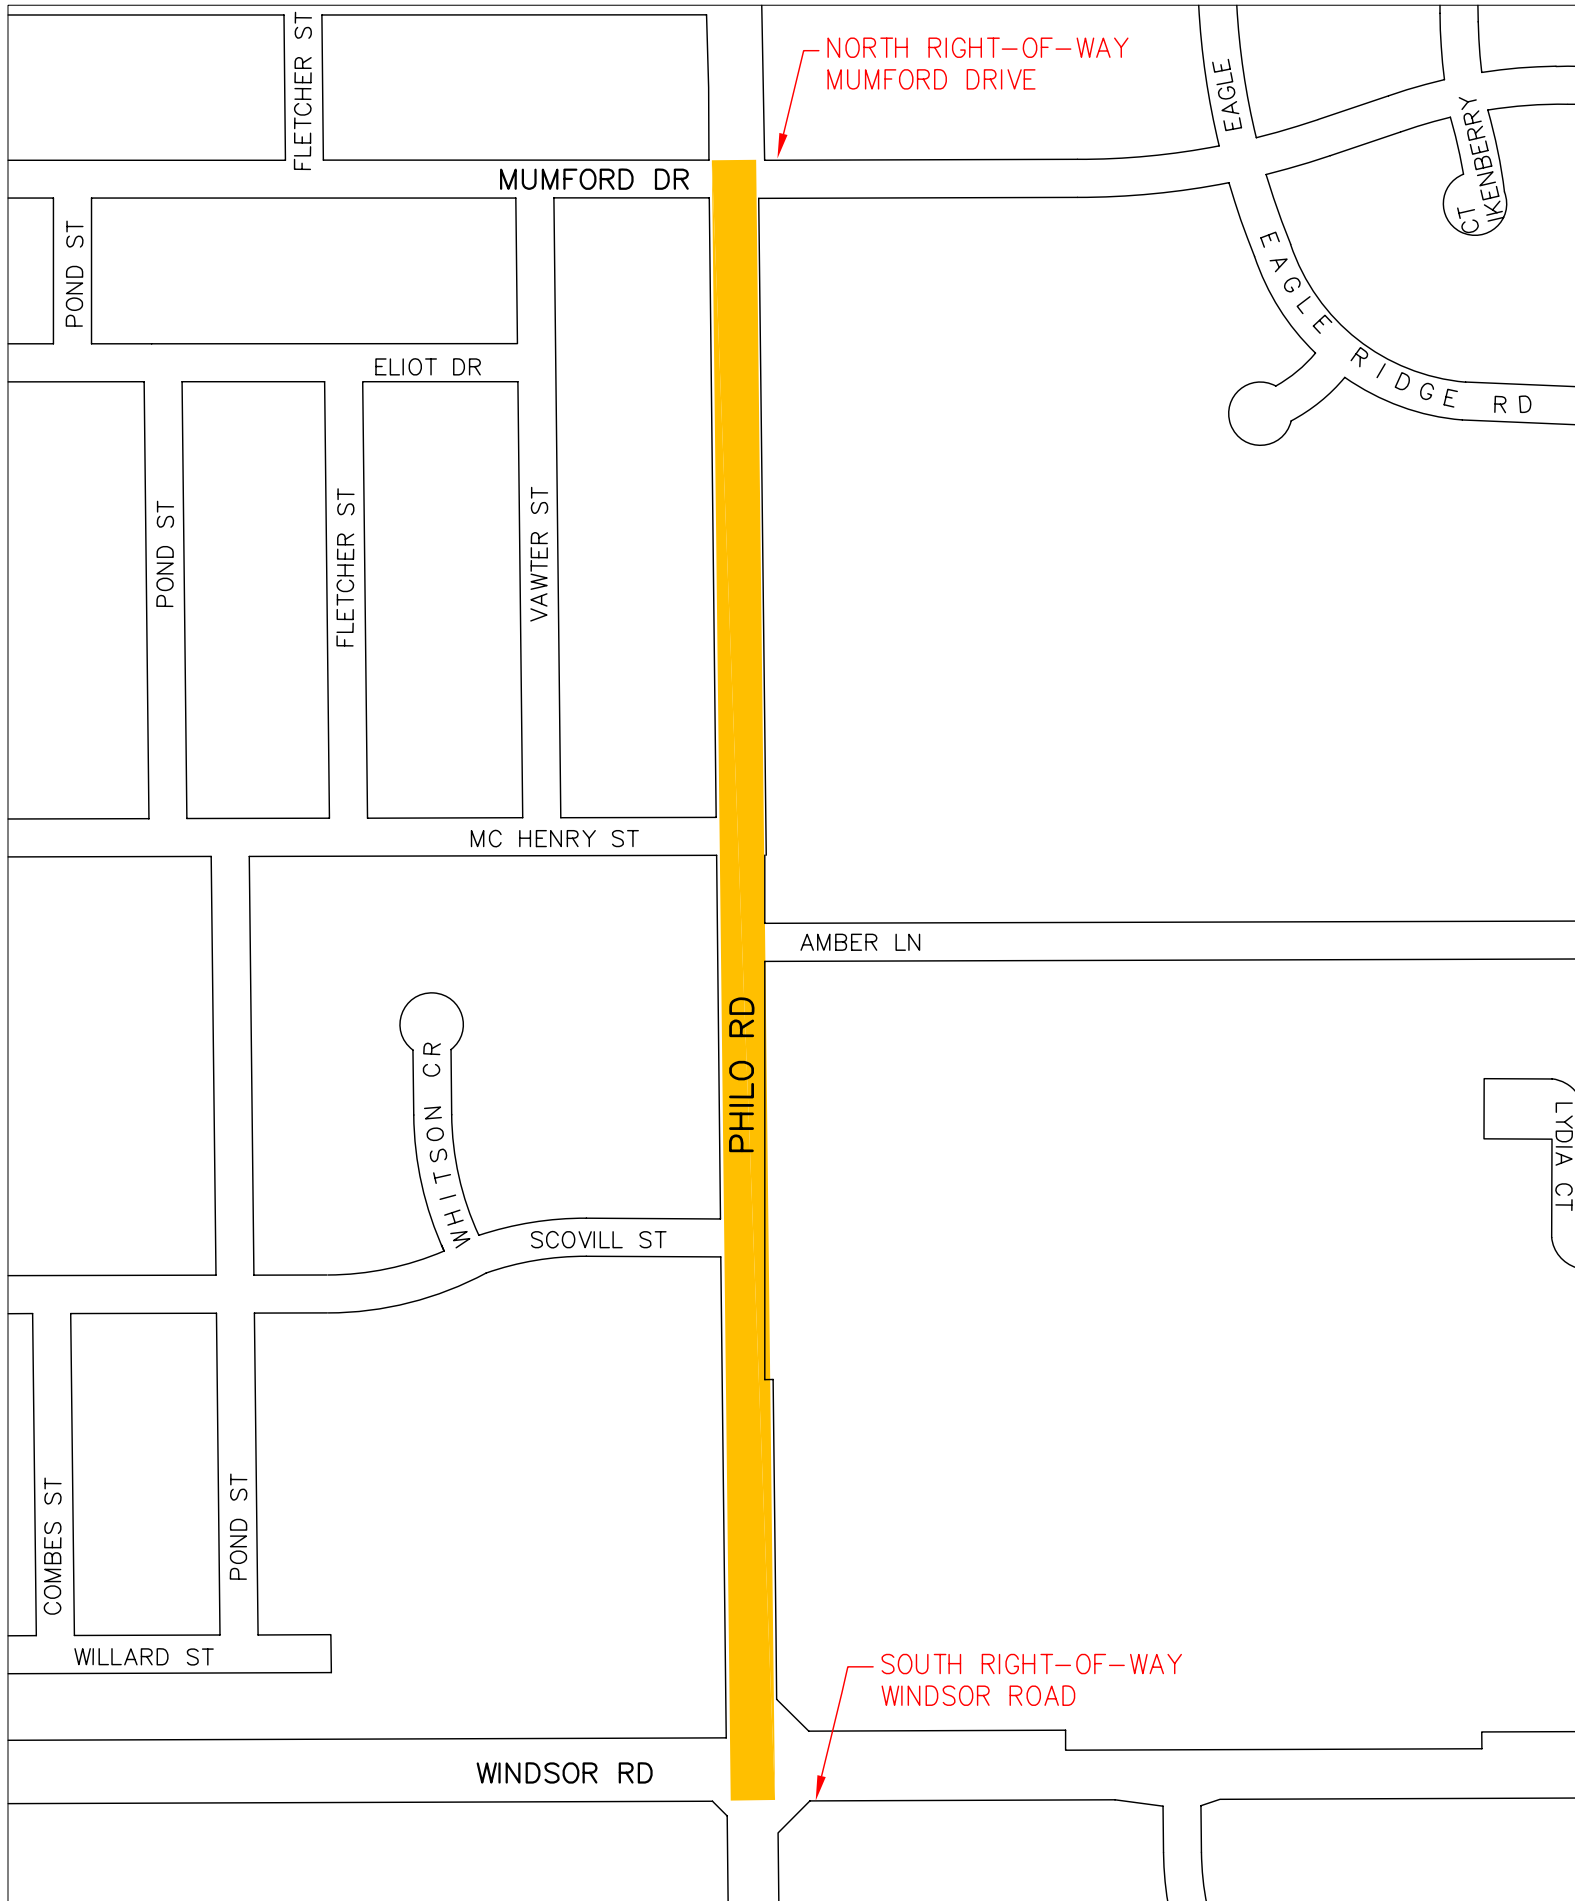 FLETCHER ST
NORTH RIGHT-OF-WAY
MUMFORD DRIVE
EAGLE
IKENBERRY
CT
MUMFORD DR
POND ST
EAGLE RIDGE RD
ELIOT DR
POND ST
FLETCHER ST
VAWTER ST
MC HENRY ST
AMBER LN
PHILO RD
WHITSON CR
LYDIA CT
SCOVILL ST
COMBES ST
POND ST
WILLARD ST
SOUTH RIGHT-OF-WAY
WINDSOR ROAD
WINDSOR RD